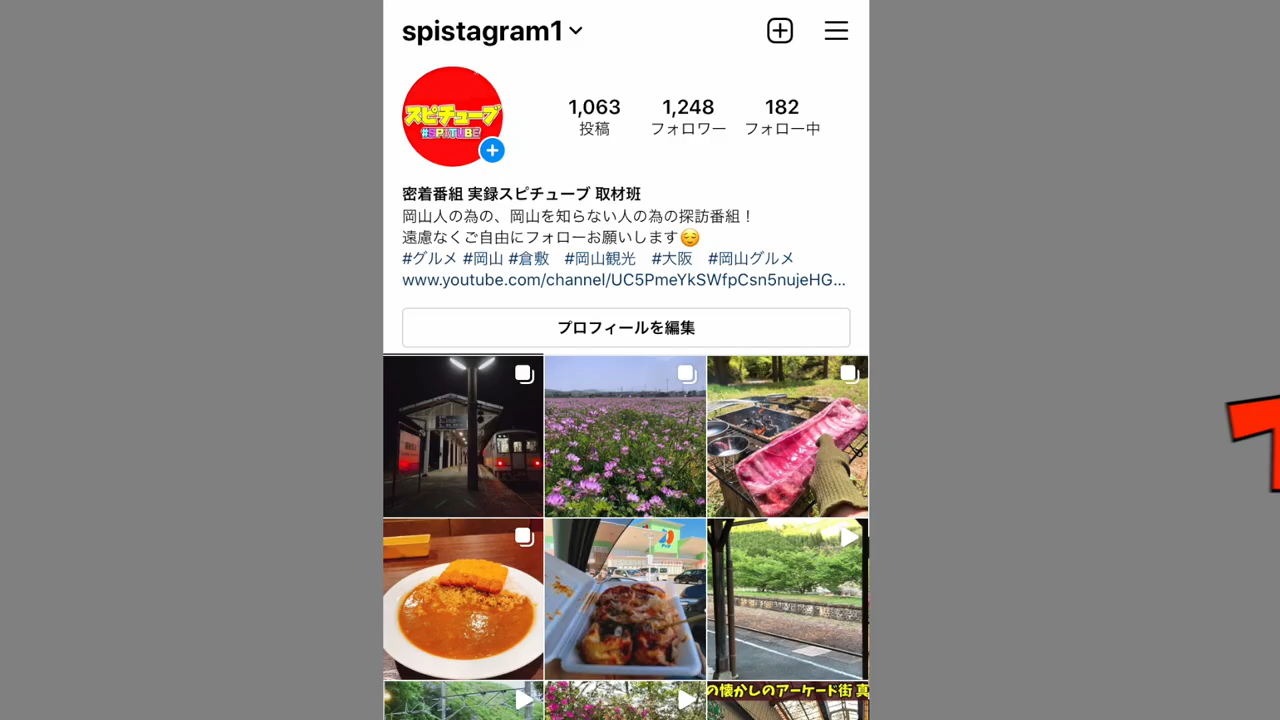 spistagram1
スピチューブ
#SPITUBE
1,063 1,248 182
投稿 フォロワー フォロー中
密着番組 実録スピチューブ 取材班
岡山人の為の、岡山を知らない人の為の探訪番組！
遠慮なくご自由にフォローお願いします😌
#グルメ #岡山 #倉敷　#岡山観光　#大阪　#岡山グルメ
www.youtube.com/channel/UC5PmeYkSWfpCsn5nujeHG...
プロフィールを編集
の懐かしのアーケード街 真